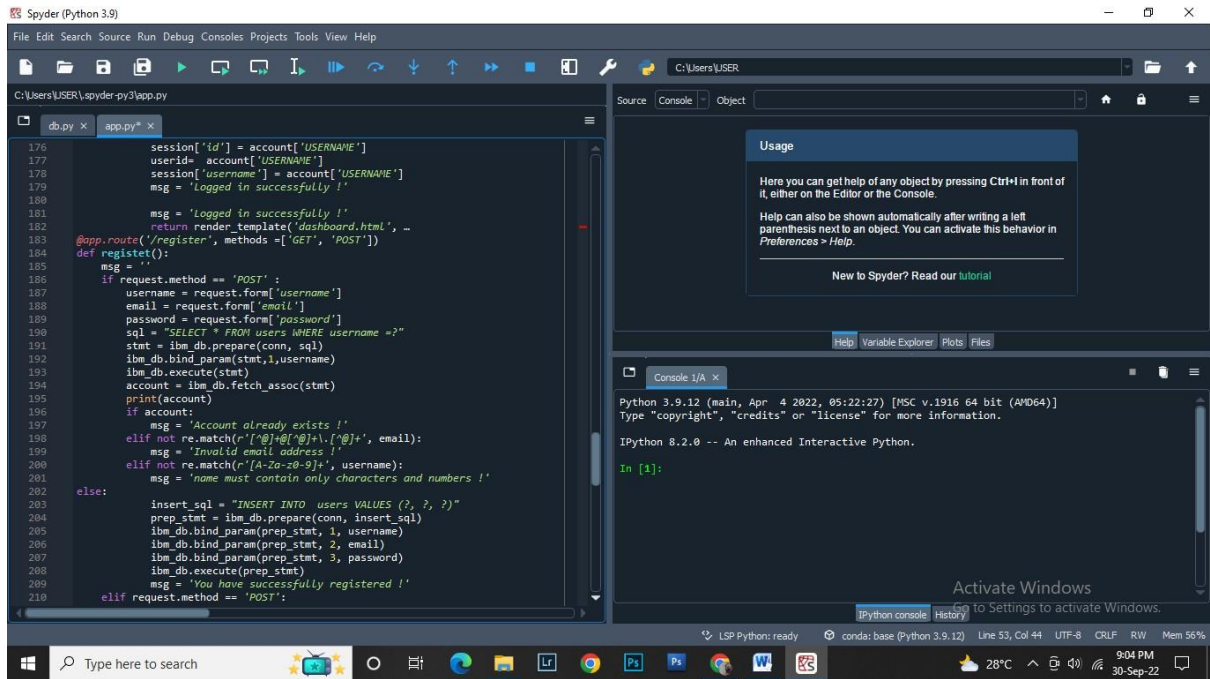 Spyder (Python 3.9)
File Edit Search Source Run Debug Consoles Projects Tools View Help
C:\Users\USER
C:\Users\USER\.spyder-py3\app.py
db.py
app.py*
176 session['id'] = account['USERNAME']
177 userid= account['USERNAME']
178 session['username'] = account['USERNAME']
179 msg = 'Logged in successfully !'
180
181 msg = 'Logged in successfully !'
182 return render_template('dashboard.html', …
183 @app.route('/register', methods =['GET', 'POST'])
184 def registet():
185 msg = ''
186 if request.method == 'POST' :
187 username = request.form['username']
188 email = request.form['email']
189 password = request.form['password']
190 sql = "SELECT * FROM users WHERE username =?"
191 stmt = ibm_db.prepare(conn, sql)
192 ibm_db.bind_param(stmt,1,username)
193 ibm_db.execute(stmt)
194 account = ibm_db.fetch_assoc(stmt)
195 print(account)
196 if account:
197 msg = 'Account already exists !'
198 elif not re.match(r'[^@]+@[^@]+\.[^@]+', email):
199 msg = 'Invalid email address !'
200 elif not re.match(r'[A-Za-z0-9]+', username):
201 msg = 'name must contain only characters and numbers !'
202 else:
203 insert_sql = "INSERT INTO  users VALUES (?, ?, ?)"
204 prep_stmt = ibm_db.prepare(conn, insert_sql)
205 ibm_db.bind_param(prep_stmt, 1, username)
206 ibm_db.bind_param(prep_stmt, 2, email)
207 ibm_db.bind_param(prep_stmt, 3, password)
208 ibm_db.execute(prep_stmt)
209 msg = 'You have successfully registered !'
210 elif request.method == 'POST':
Source Console Object
Usage
Here you can get help of any object by pressing Ctrl+I in front of
it, either on the Editor or the Console.
Help can also be shown automatically after writing a left
parenthesis next to an object. You can activate this behavior in
Preferences > Help.
New to Spyder? Read our tutorial
Help Variable Explorer Plots Files
Console 1/A
Python 3.9.12 (main, Apr  4 2022, 05:22:27) [MSC v.1916 64 bit (AMD64)]
Type "copyright", "credits" or "license" for more information.
IPython 8.2.0 -- An enhanced Interactive Python.
In [1]:
Activate Windows
Go to Settings to activate Windows.
IPython console History
LSP Python: ready conda: base (Python 3.9.12) Line 53, Col 44 UTF-8 CRLF RW Mem 56%
Type here to search
Lr
Ps
Ps
W
28°C
9:04 PM
30-Sep-22